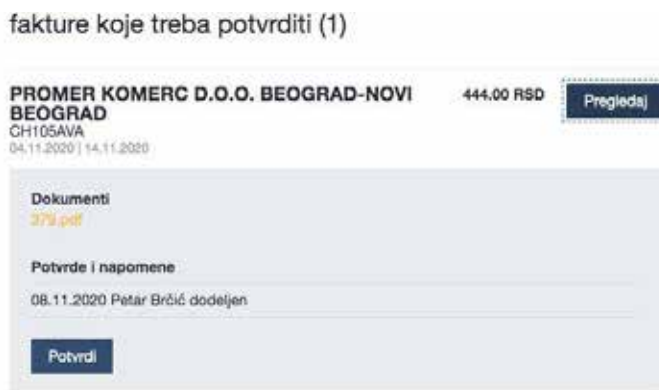 fakture koje treba potvrditi (1)
PROMER KOMERC D.O.O. BEOGRAD-NOVI 444.00 RSD Pregledaj
BEOGRAD
CH105AVA
04.11.2020 | 14.11.2020
Dokumenti
379.pdf
Potvrde i napomene
08.11.2020 Petar Brčić dodeljen
Potvrdi